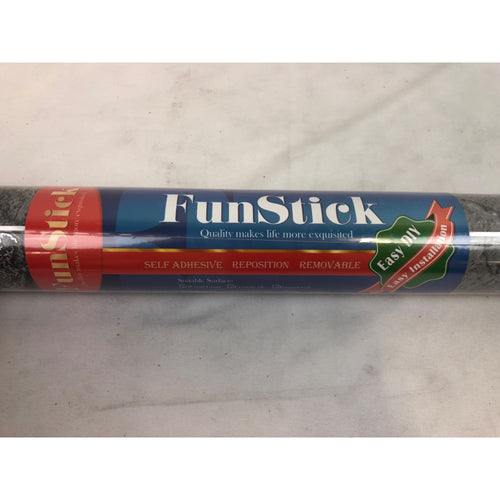 FunStick
FunStick
Quality makes life more exquisited
SELF ADHESIVE REPOSITION REMOVABLE
Easy DIY
Easy Installation
Suitable Surface: